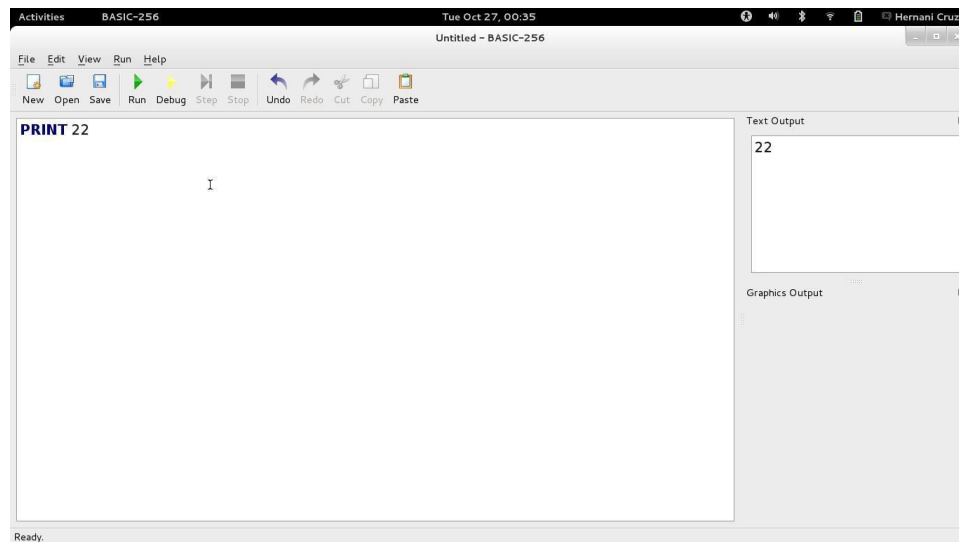 Activities BASIC-256 Tue Oct 27, 00:35 Hernani Cruz
Untitled - BASIC-256
File Edit View Run Help
New Open Save Run Debug Step Stop Undo Redo Cut Copy Paste
PRINT 22
Text Output
22
Graphics Output
Ready.